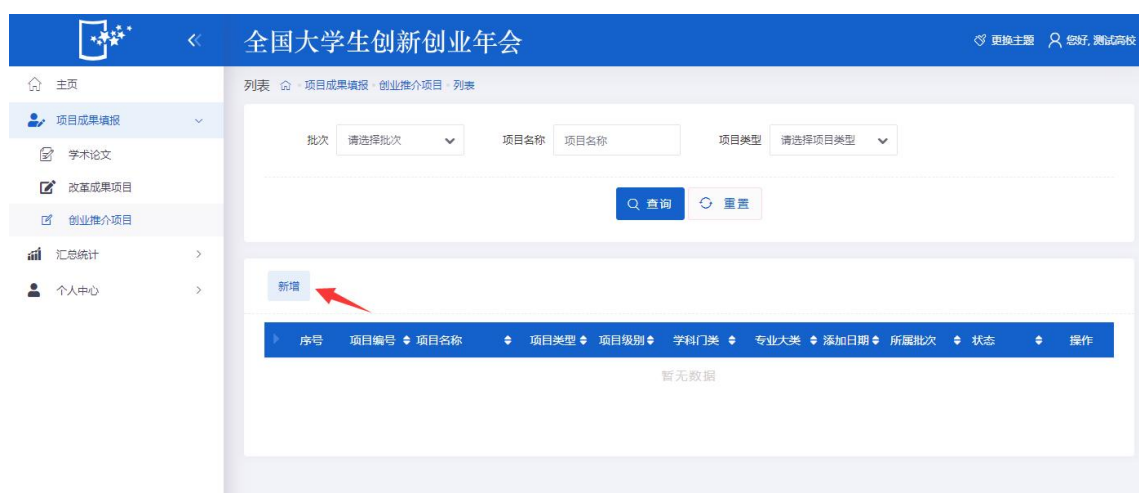 全国大学生创新创业年会
更换主题 您好, 测试高校
主页
项目成果填报
学术论文
改革成果项目
创业推介项目
汇总统计
个人中心
列表 项目成果填报 创业推介项目 列表
批次 请选择批次 项目名称 项目名称 项目类型 请选择项目类型
查询 重置
新增
序号 项目编号 项目名称 项目类型 项目级别 学科门类 专业大类 添加日期 所属批次 状态 操作
暂无数据